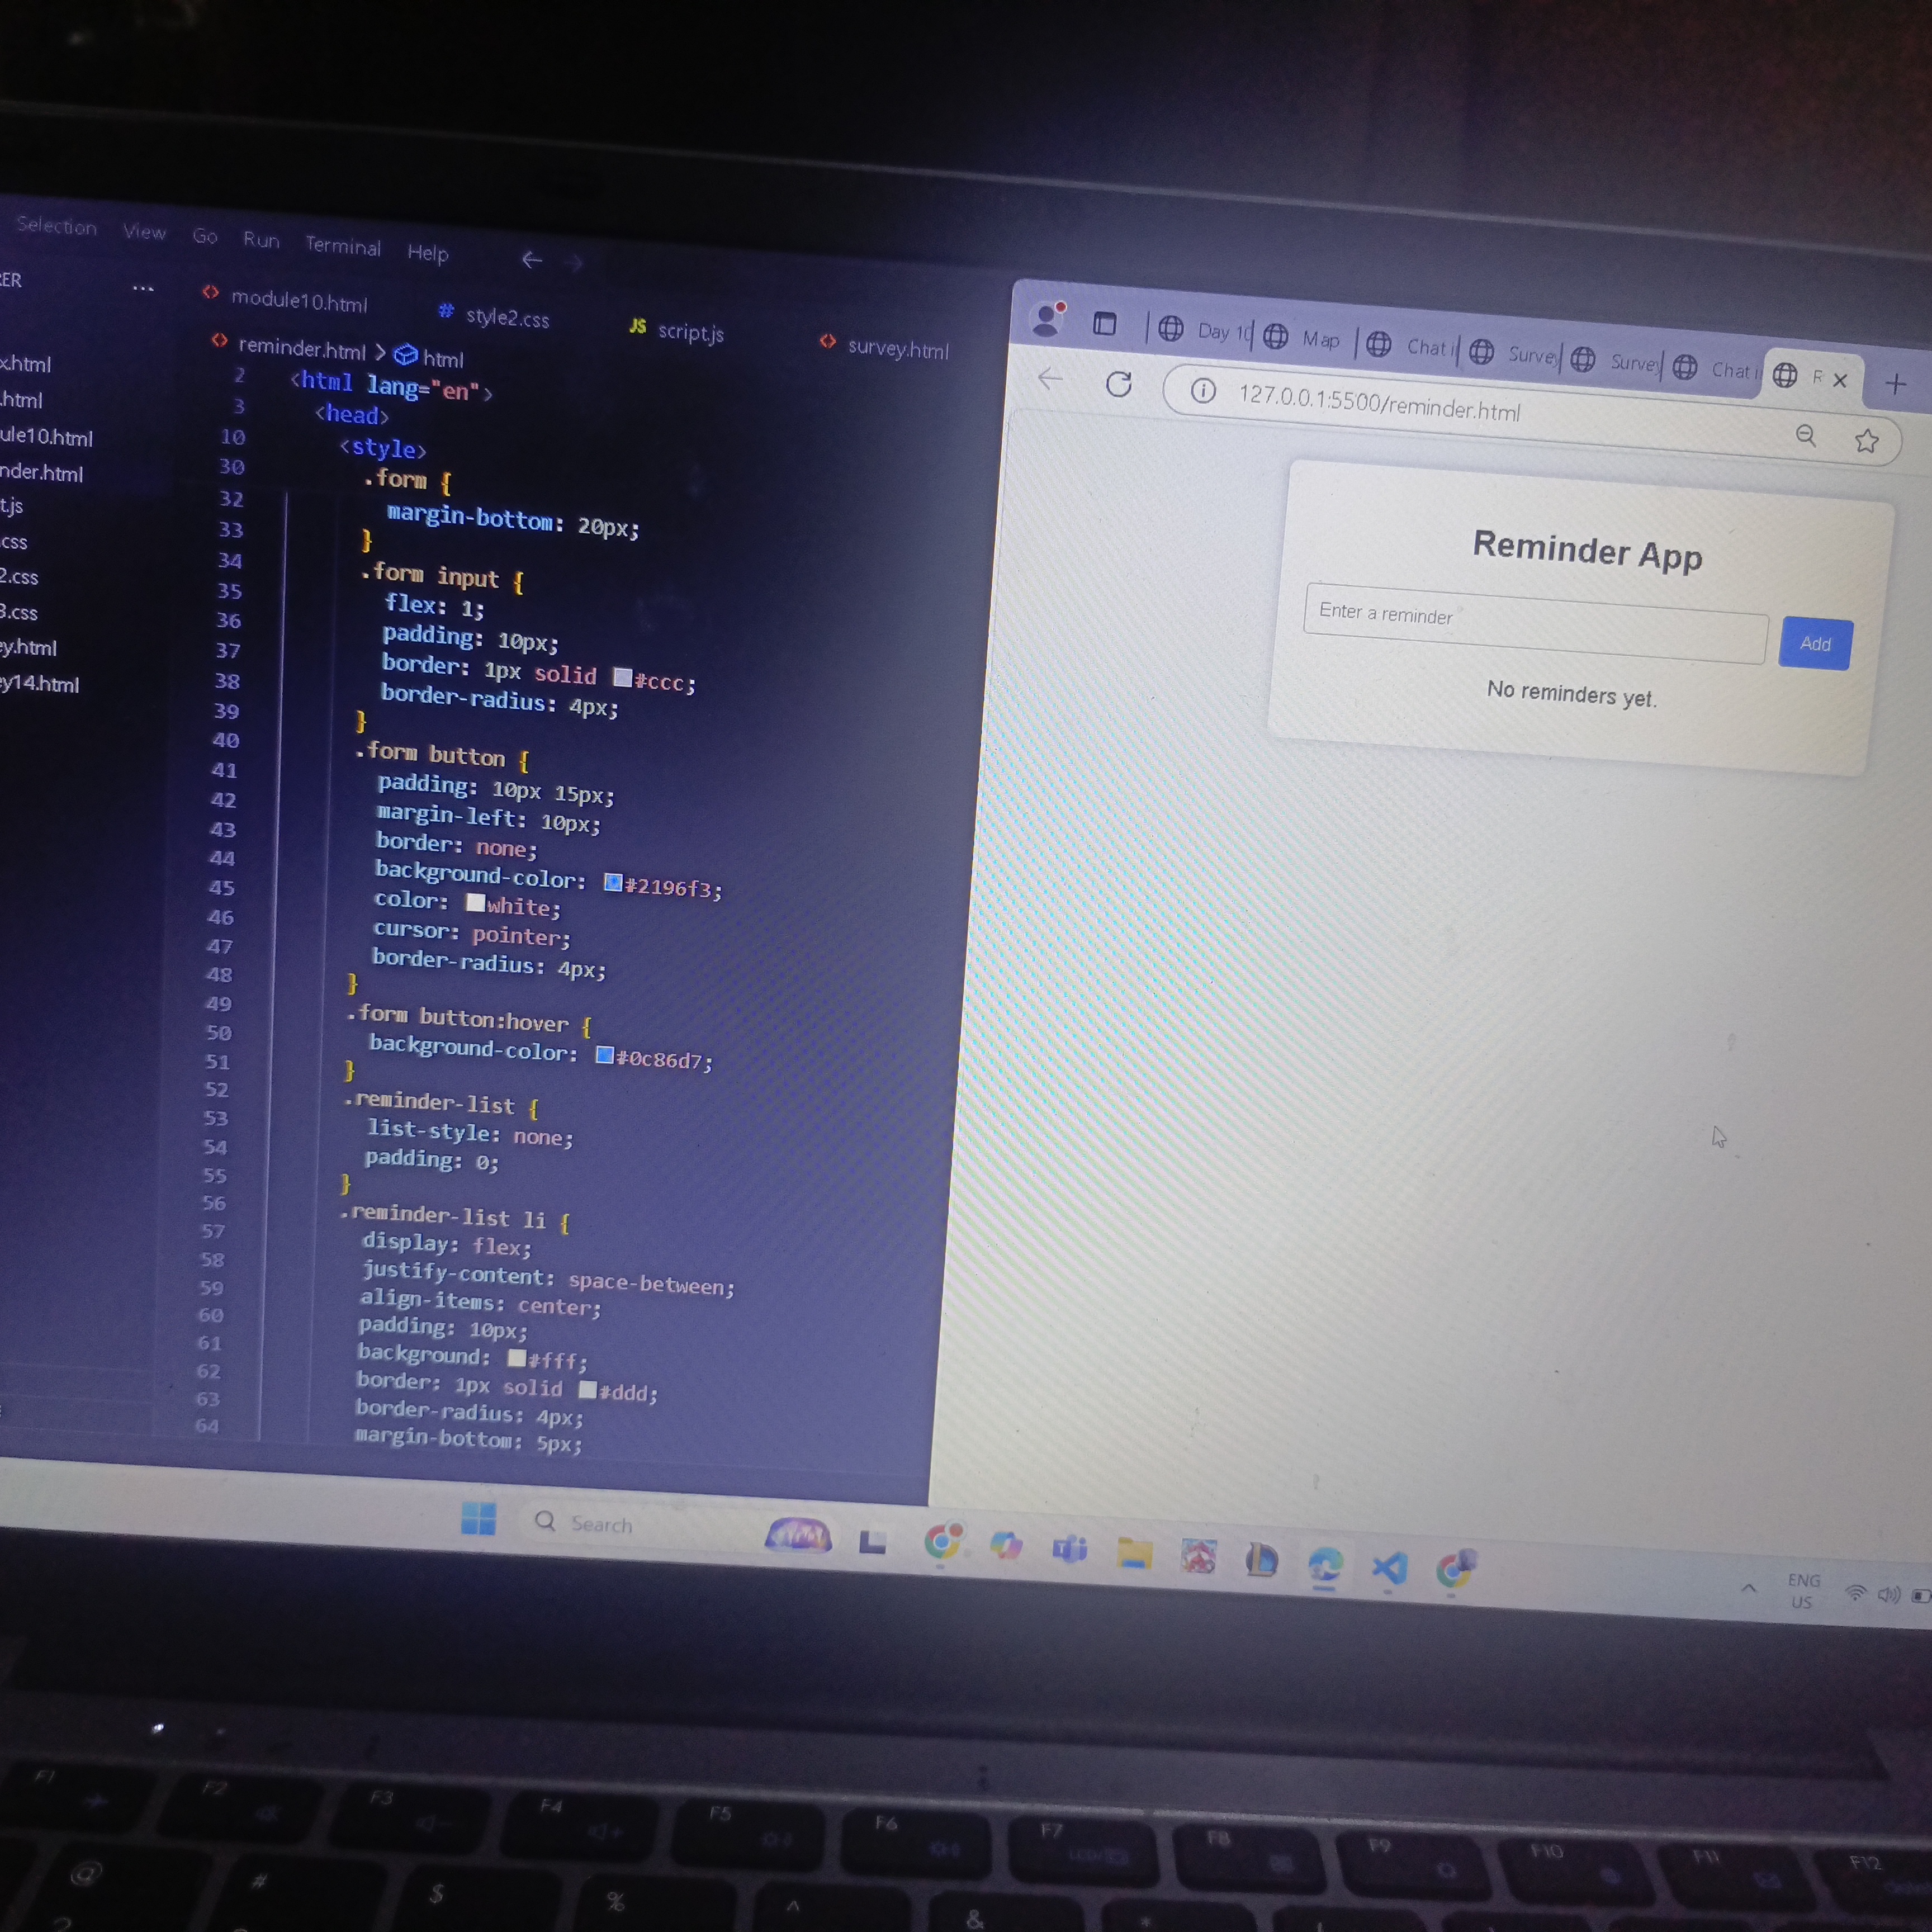 Selection View Go Run Terminal Help
ER ...
module10.html # style2.css JS script.js survey.html
reminder.html > html
x.html
.html
ule10.html
nder.html
t.js
css
2.css
3.css
ey.html
ey14.html
2 <html lang="en">
3 <head>
10 <style>
30 .form {
32 margin-bottom: 20px;
33 }
34 .form input {
35 flex: 1;
36 padding: 10px;
37 border: 1px solid #ccc;
38 border-radius: 4px;
39 }
40 .form button {
41 padding: 10px 15px;
42 margin-left: 10px;
43 border: none;
44 background-color: #2196f3;
45 color: white;
46 cursor: pointer;
47 border-radius: 4px;
48 }
49 .form button:hover {
50 background-color: #0c86d7;
51 }
52 .reminder-list {
53 list-style: none;
54 padding: 0;
55 }
56 .reminder-list li {
57 display: flex;
58 justify-content: space-between;
59 align-items: center;
60 padding: 10px;
61 background: #fff;
62 border: 1px solid #ddd;
63 border-radius: 4px;
64 margin-bottom: 5px;
Day 10 Map Chat i Survey Survey Chat i R
127.0.0.1:5500/reminder.html
Reminder App
Enter a reminder
Add
No reminders yet.
Search
ENG
US
F1 F2 F3 F4 F5 F6 F7 F8 F9 F10 F11 F12
@ # $ % ^ & *